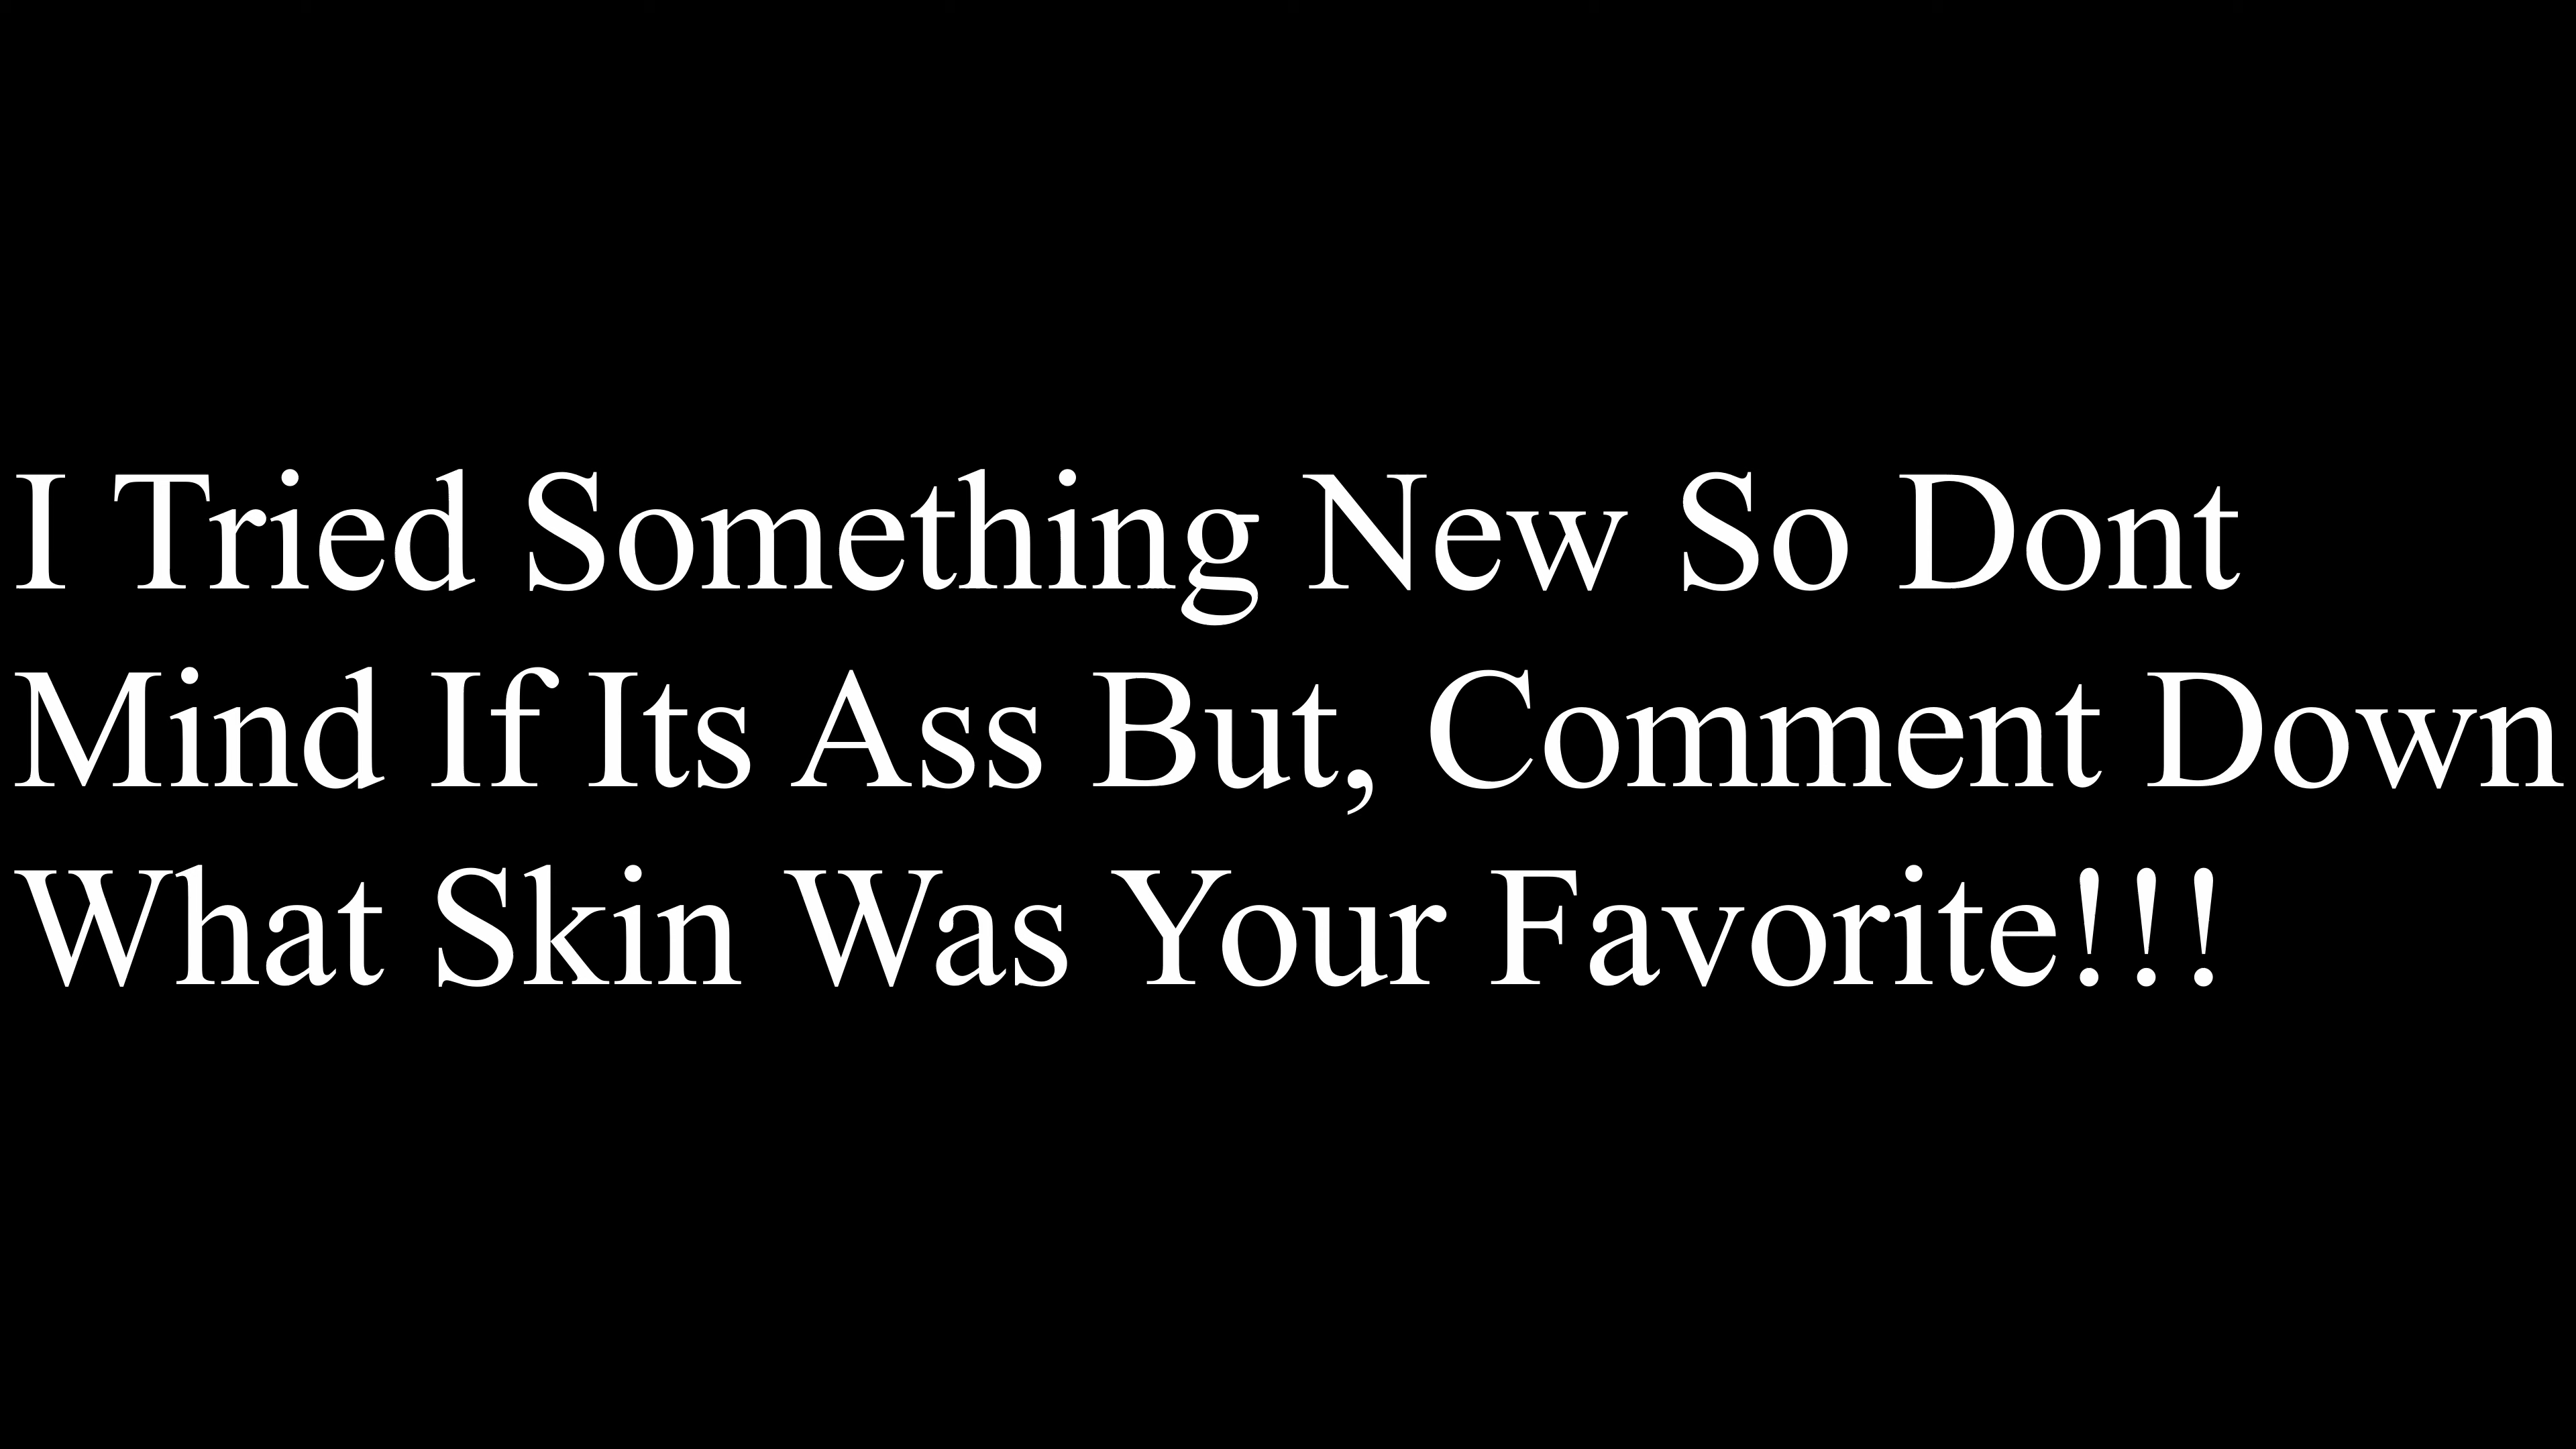 I Tried Something New So Dont
Mind If Its Ass But, Comment Down
What Skin Was Your Favorite!!!